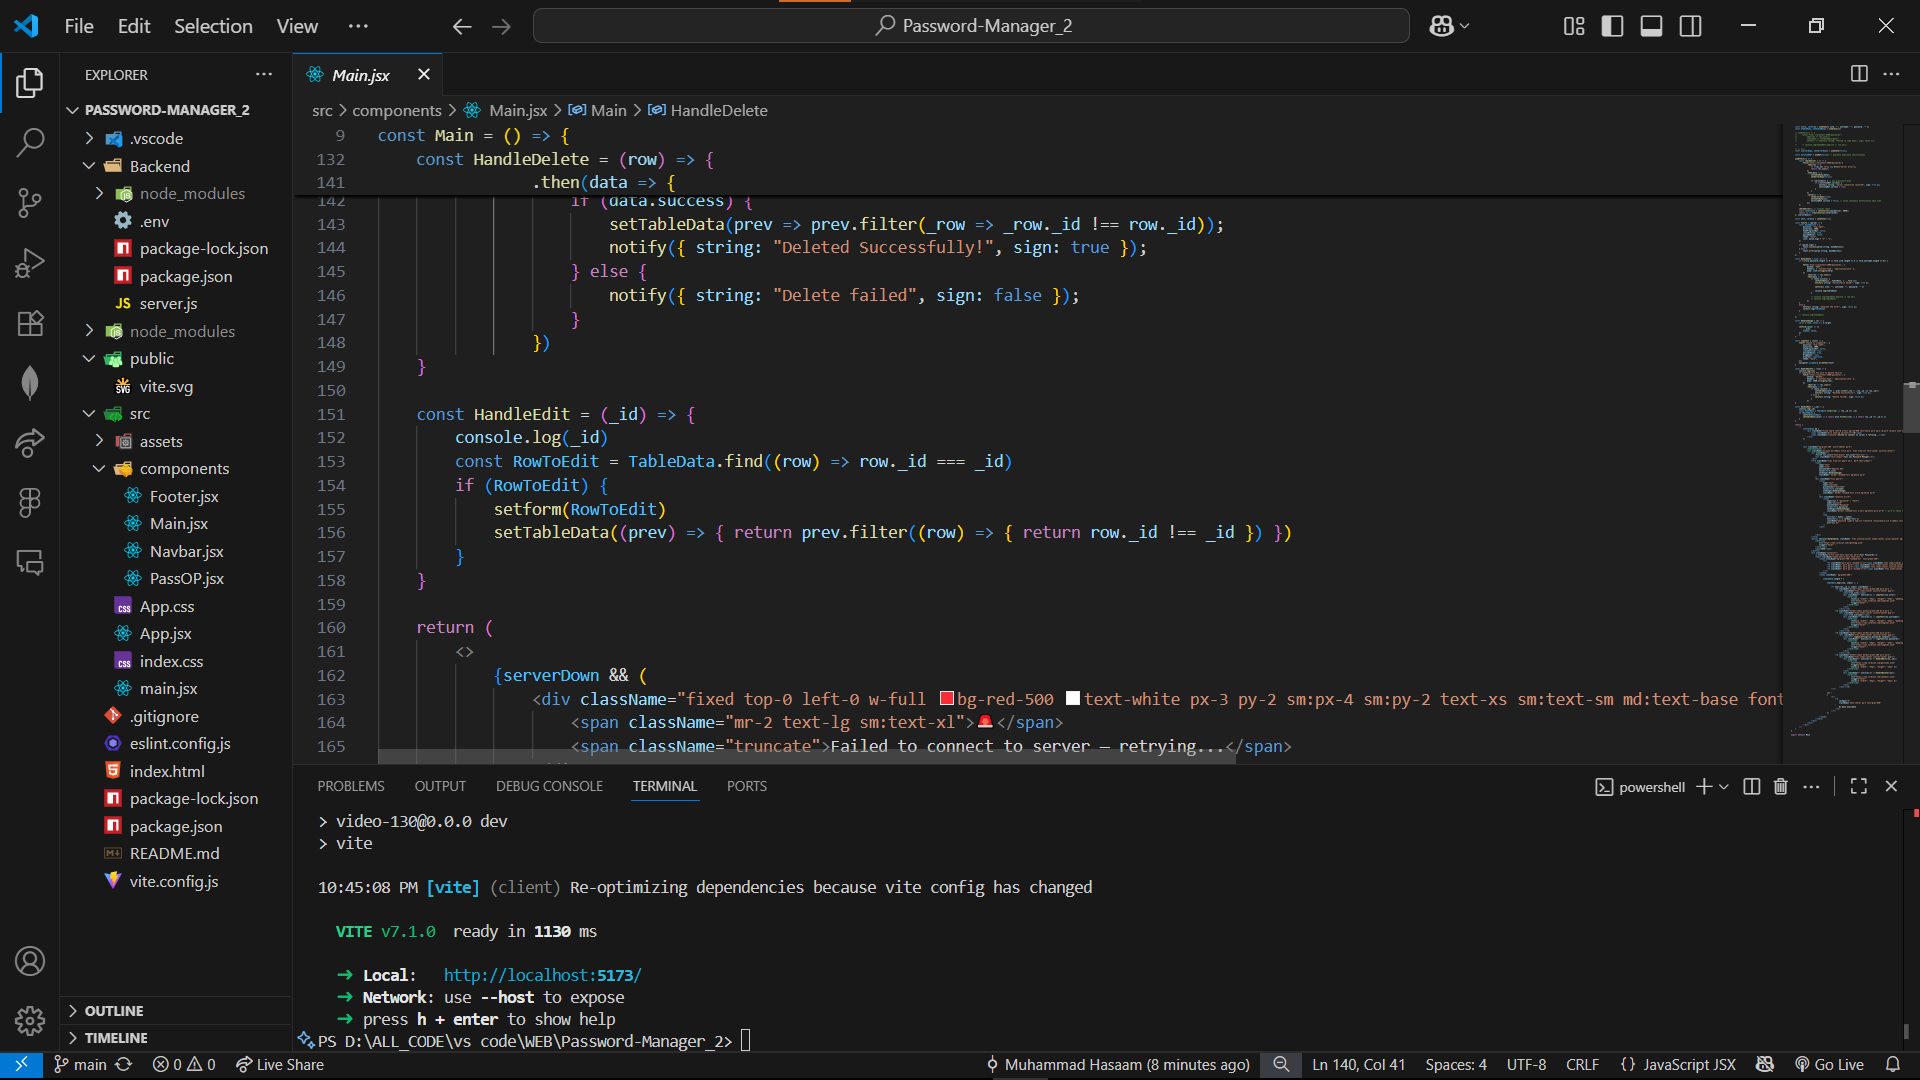 File Edit Selection View ··· Password-Manager_2
EXPLORER
PASSWORD-MANAGER_2
.vscode
Backend
node_modules
.env
package-lock.json
package.json
JS server.js
node_modules
public
SVG vite.svg
src
assets
components
Footer.jsx
Main.jsx
Navbar.jsx
PassOP.jsx
css App.css
App.jsx
css index.css
main.jsx
.gitignore
eslint.config.js
index.html
package-lock.json
package.json
README.md
vite.config.js
OUTLINE
TIMELINE
Main.jsx
src > components > Main.jsx > Main > HandleDelete
9 const Main = () => {
132 const HandleDelete = (row) => {
141 .then(data => {
142 if (data.success) {
143 setTableData(prev => prev.filter(_row => _row._id !== row._id));
144 notify({ string: "Deleted Successfully!", sign: true });
145 } else {
146 notify({ string: "Delete failed", sign: false });
147 }
148 })
149 }
150
151 const HandleEdit = (_id) => {
152 console.log(_id)
153 const RowToEdit = TableData.find((row) => row._id === _id)
154 if (RowToEdit) {
155 setform(RowToEdit)
156 setTableData((prev) => { return prev.filter((row) => { return row._id !== _id }) })
157 }
158 }
159
160 return (
161 <>
162 {serverDown && (
163 <div className="fixed top-0 left-0 w-full bg-red-500 text-white px-3 py-2 sm:px-4 sm:py-2 text-xs sm:text-sm md:text-base font
164 <span className="mr-2 text-lg sm:text-xl">🚨</span>
165 <span className="truncate">Failed to connect to server — retrying...</span>
PROBLEMS OUTPUT DEBUG CONSOLE TERMINAL PORTS powershell
> video-130@0.0.0 dev
> vite
10:45:08 PM [vite] (client) Re-optimizing dependencies because vite config has changed
VITE v7.1.0 ready in 1130 ms
➜ Local: http://localhost:5173/
➜ Network: use --host to expose
➜ press h + enter to show help
PS D:\ALL_CODE\vs code\WEB\Password-Manager_2>
main 0 0 Live Share Muhammad Hasaam (8 minutes ago) Ln 140, Col 41 Spaces: 4 UTF-8 CRLF {} JavaScript JSX Go Live